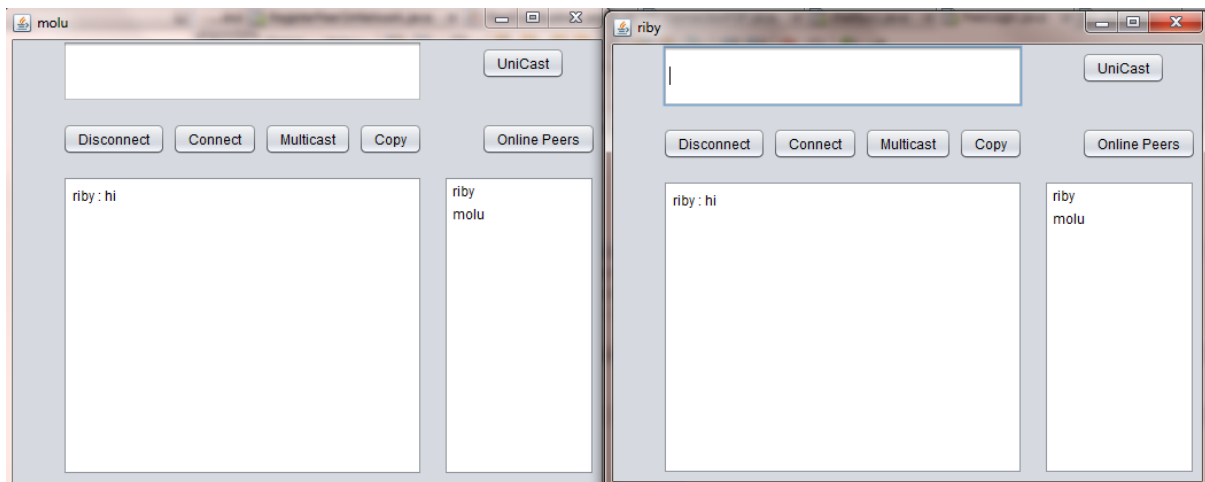 molu
UniCast
Disconnect Connect Multicast Copy Online Peers
riby : hi
riby
molu
riby
UniCast
Disconnect Connect Multicast Copy Online Peers
riby : hi
riby
molu